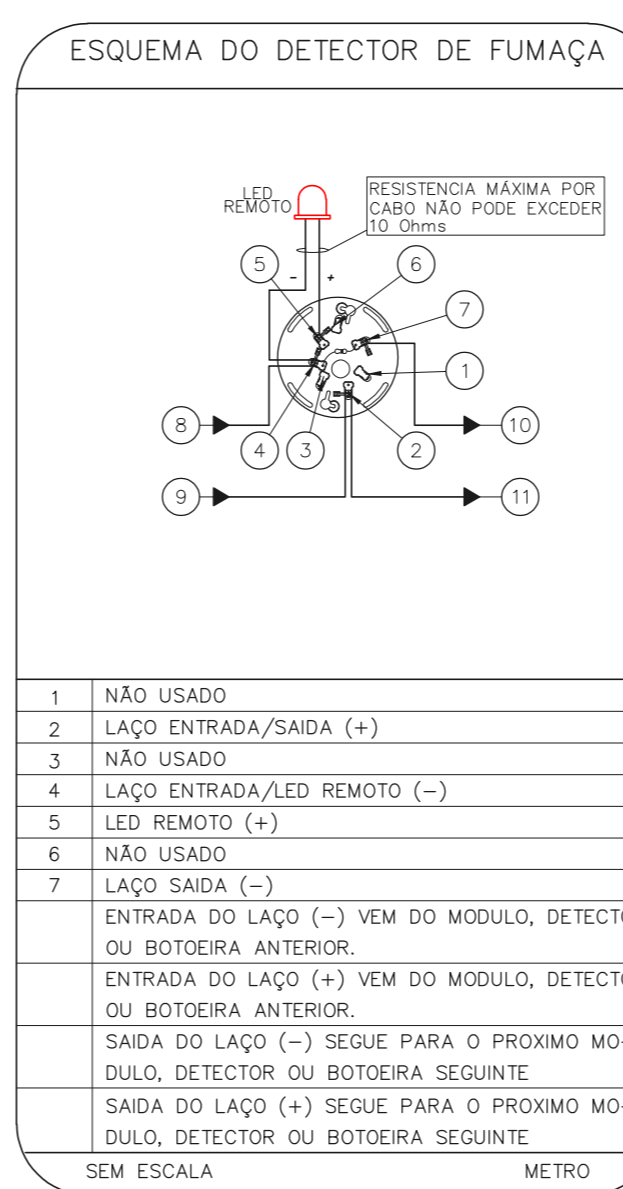 ESQUEMA DO DETECTOR DE FUMAÇA
LED
REMOTO
RESISTENCIA MÁXIMA POR
CABO NÃO PODE EXCEDER
10 Ohms
5
- +
6
7
1
8
10
4
3
2
9
11
1 NÃO USADO
2 LAÇO ENTRADA/SAIDA (+)
3 NÃO USADO
4 LAÇO ENTRADA/LED REMOTO (-)
5 LED REMOTO (+)
6 NÃO USADO
7 LAÇO SAIDA (-)
ENTRADA DO LAÇO (-) VEM DO MODULO, DETECTO
OU BOTOEIRA ANTERIOR.
ENTRADA DO LAÇO (+) VEM DO MODULO, DETECTO
OU BOTOEIRA ANTERIOR.
SAIDA DO LAÇO (-) SEGUE PARA O PROXIMO MO-
DULO, DETECTOR OU BOTOEIRA SEGUINTE
SAIDA DO LAÇO (+) SEGUE PARA O PROXIMO MO-
DULO, DETECTOR OU BOTOEIRA SEGUINTE
SEM ESCALA METRO